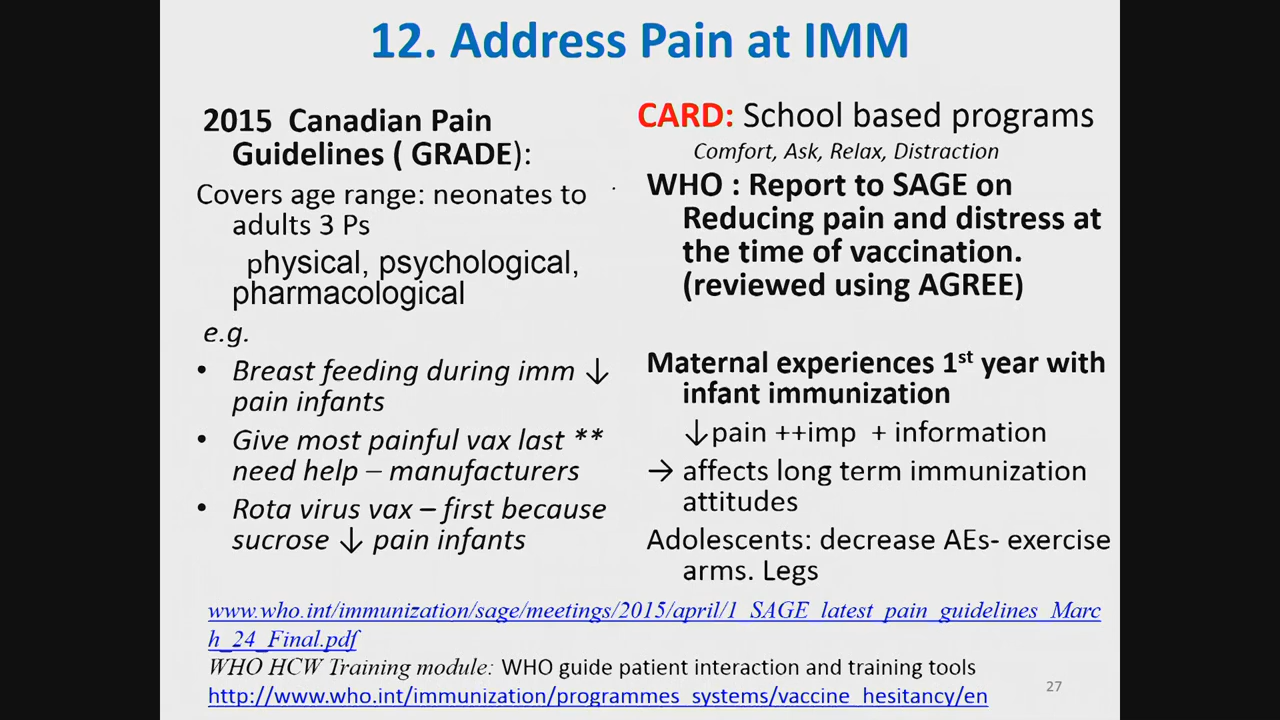 12. Address Pain at IMM
2015 Canadian Pain
Guidelines ( GRADE):
Covers age range: neonates to
adults 3 Ps
physical, psychological,
pharmacological
e.g.
• Breast feeding during imm ↓
pain infants
• Give most painful vax last **
need help – manufacturers
• Rota virus vax – first because
sucrose ↓ pain infants
CARD: School based programs
Comfort, Ask, Relax, Distraction
WHO : Report to SAGE on
Reducing pain and distress at
the time of vaccination.
(reviewed using AGREE)
Maternal experiences 1st year with
infant immunization
↓pain ++imp + information
→ affects long term immunization
attitudes
Adolescents: decrease AEs- exercise
arms. Legs
www.who.int/immunization/sage/meetings/2015/april/1_SAGE_latest_pain_guidelines_Marc
h_24_Final.pdf
WHO HCW Training module: WHO guide patient interaction and training tools
http://www.who.int/immunization/programmes_systems/vaccine_hesitancy/en
27